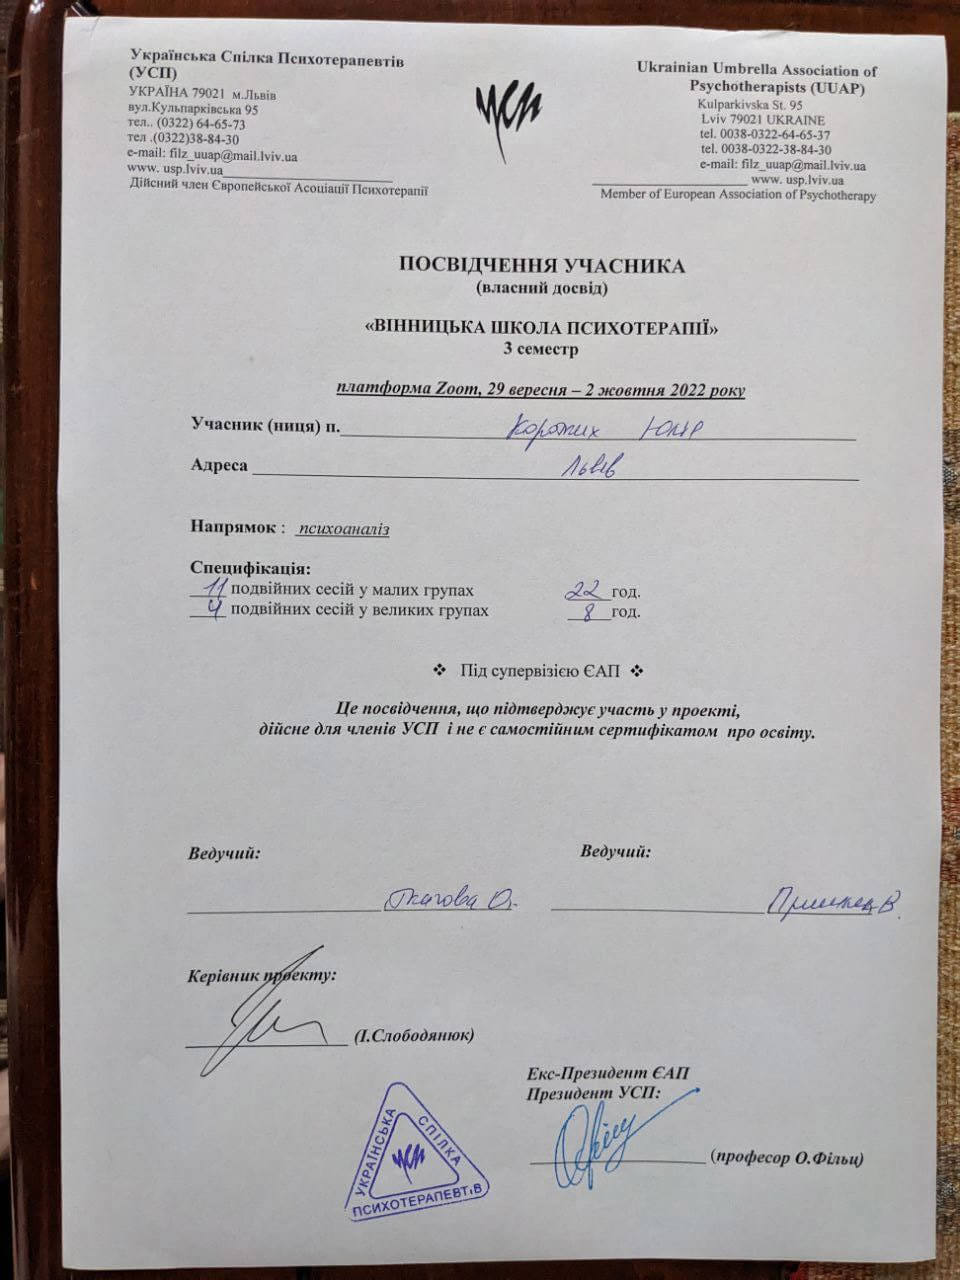 Українська Спілка Психотерапевтів
(УСП)
УКРАЇНА 79021 м.Львів
вул.Кульпарківська 95
тел.. (0322) 64-65-73
тел .(0322)38-84-30
e-mail: filz_uuap@mail.lviv.ua
www. usp.lviv.ua
Дійсний член Європейської Асоціації Психотерапії
усп
Ukrainian Umbrella Association of
Psychotherapists (UUAP)
Kulparkivska St. 95
Lviv 79021 UKRAINE
tel. 0038-0322-64-65-37
tel. 0038-0322-38-84-30
e-mail: filz_uuap@mail.lviv.ua
www. usp.lviv.ua
Member of European Association of Psychotherapy
ПОСВІДЧЕННЯ УЧАСНИКА
(власний досвід)
«ВІННИЦЬКА ШКОЛА ПСИХОТЕРАПІЇ»
3 семестр
платформа Zoom, 29 вересня – 2 жовтня 2022 року
Учасник (ниця) п. Коротих
Адреса Львів
Напрямок : психоаналіз
Специфікація:
11 подвійних сесій у малих групах 22 год.
4 подвійних сесій у великих групах 8 год.
❖ Під супервізією ЄАП ❖
Це посвідчення, що підтверджує участь у проекті,
дійсне для членів УСП і не є самостійним сертифікатом про освіту.
Ведучий: Ведучий:
О. В.
Керівник проекту:
(І.Слободянюк)
Екс-Президент ЄАП
Президент УСП:
(професор О.Фільц)
УКРАЇНСЬКА СПІЛКА ПСИХОТЕРАПЕВТІВ
усп